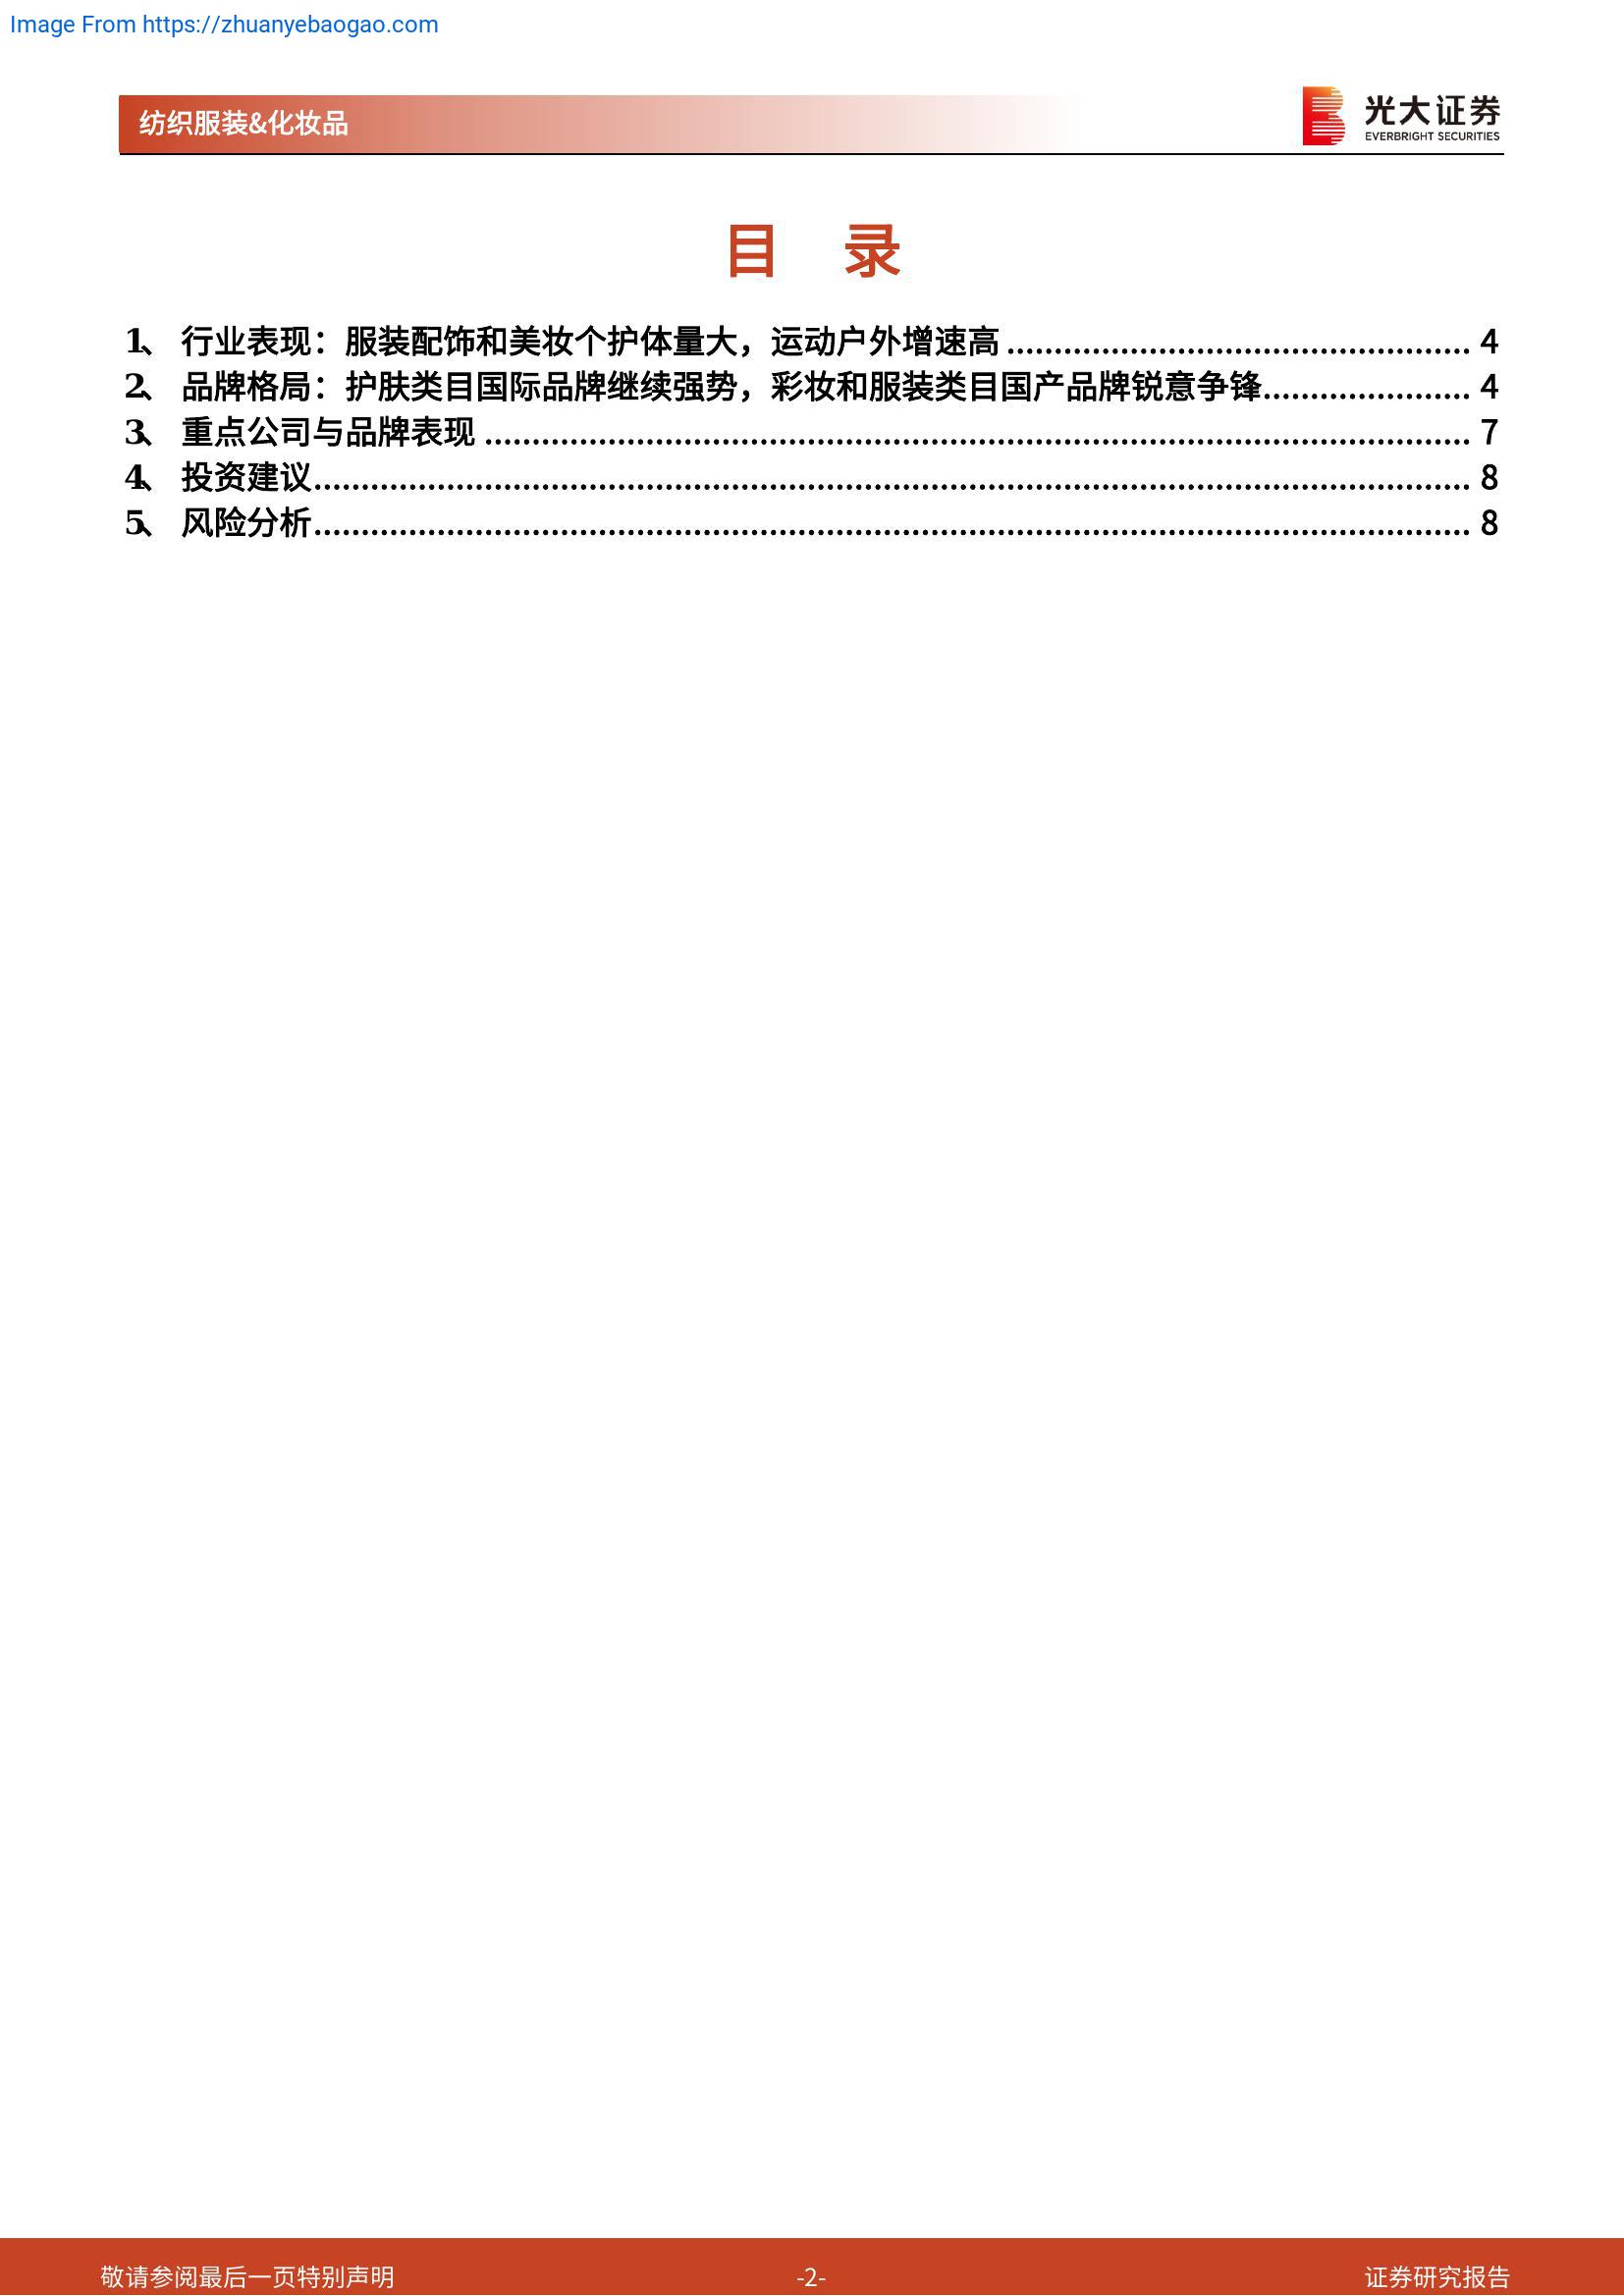 Image From https://zhuanyebaogao.com
纺织服装&化妆品
光大证券
EVERBRIGHT SECURITIES
目 录
1、 行业表现：服装配饰和美妆个护体量大，运动户外增速高 ................................................ 4
2、 品牌格局：护肤类目国际品牌继续强势，彩妆和服装类目国产品牌锐意争锋...................... 4
3、 重点公司与品牌表现 ....................................................................................................... 7
4、 投资建议......................................................................................................................... 8
5、 风险分析......................................................................................................................... 8
敬请参阅最后一页特别声明
-2-
证券研究报告